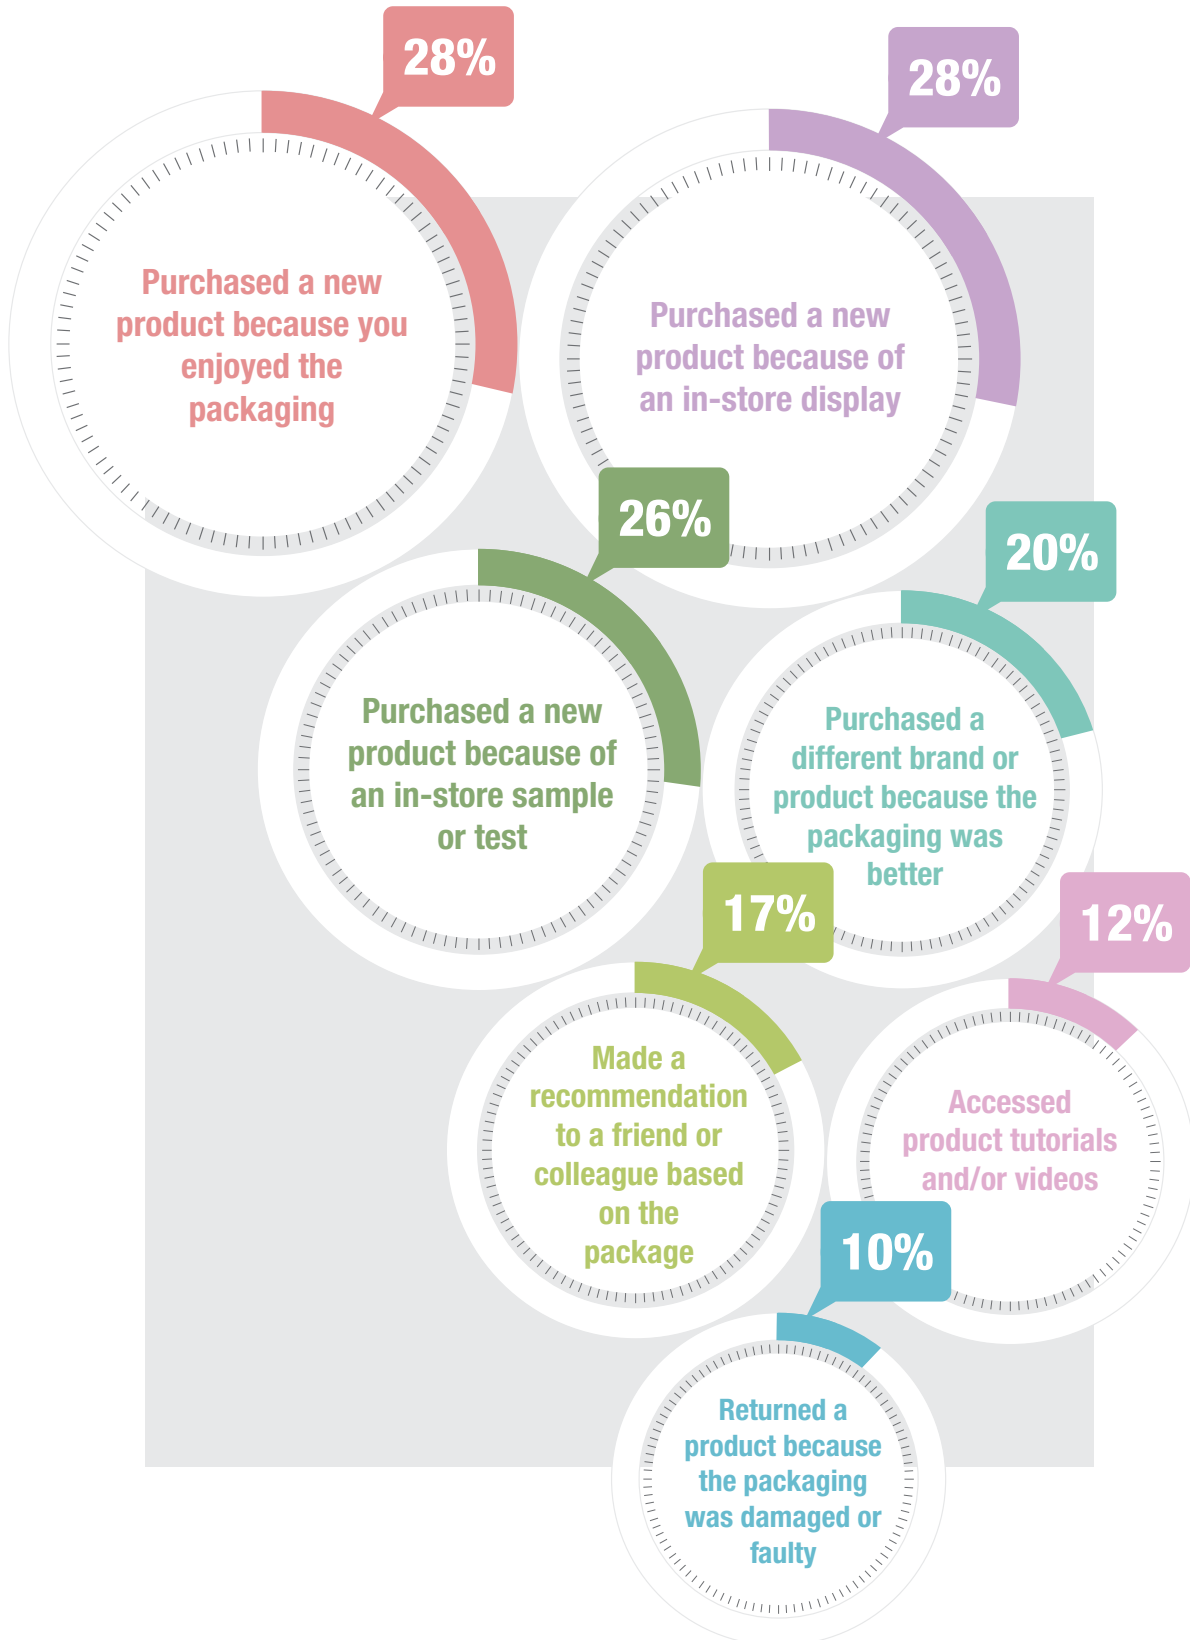 28%
Purchased a new
product because you
enjoyed the
packaging
28%
Purchased a new
product because of
an in-store display
26%
Purchased a new
product because of
an in-store sample
or test
20%
Purchased a
different brand or
product because the
packaging was
better
17%
Made a
recommendation
to a friend or
colleague based
on the
package
12%
Accessed
product tutorials
and/or videos
10%
Returned a
product because
the packaging
was damaged or
faulty